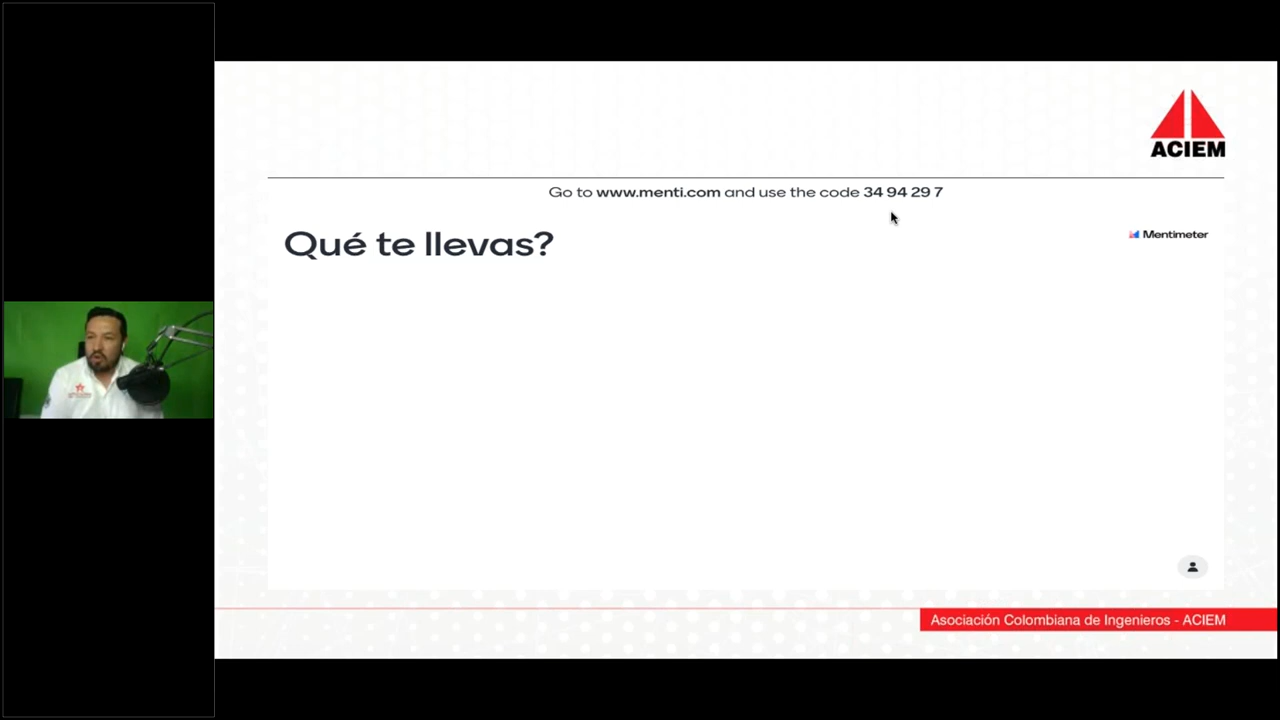 ACIEM
Go to www.menti.com and use the code 34 94 29 7
Qué te llevas?
Mentimeter
Asociación Colombiana de Ingenieros - ACIEM